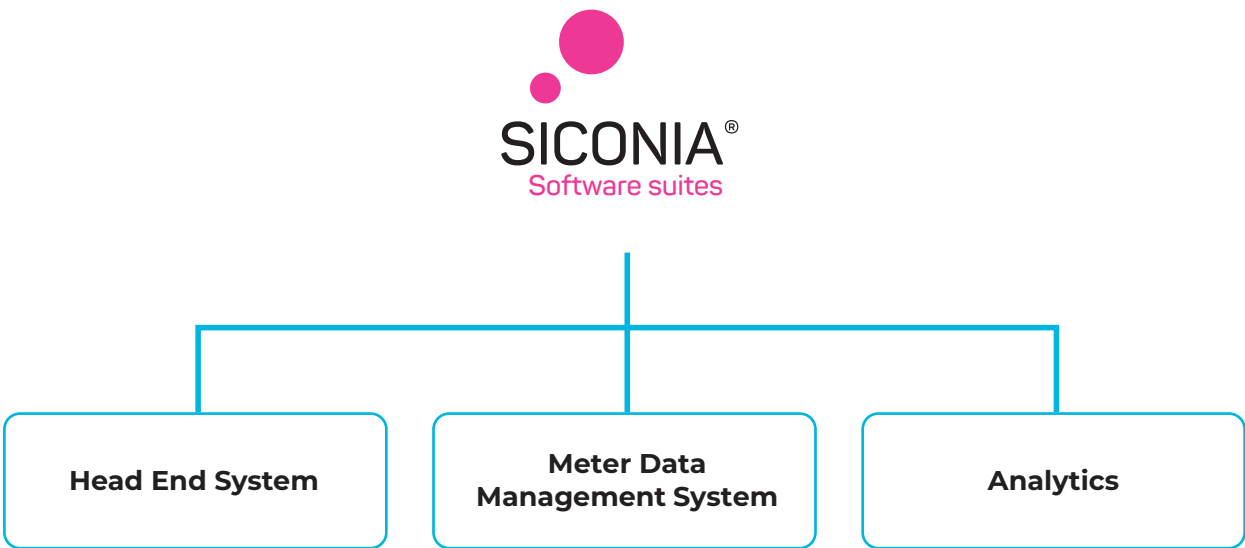 SICONIA®
Software suites
Head End System
Meter Data
Management System
Analytics